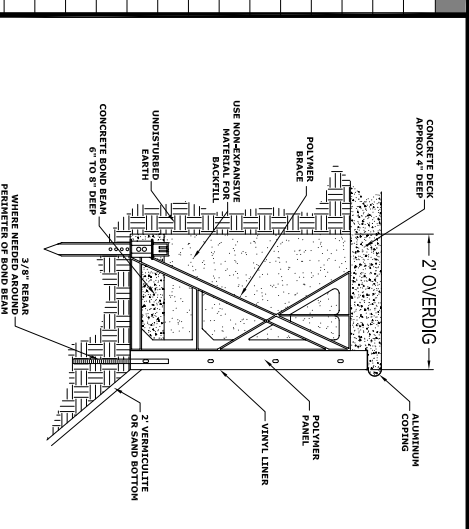 CONCRETE DECK
APPROX 4" DEEP
2' OVERDIG
ALUMINUM
COPING
POLYMER
BRACE
USE NON-EXPANSIVE
MATERIAL FOR
BACKFILL
UNDISTURBED
EARTH
CONCRETE BOND BEAM
6" TO 8" DEEP
POLYMER
PANEL
VINYL LINER
2' VERMICULITE
OR SAND BOTTOM
3/8" REBAR
WHERE NEEDED AROUND
PERIMETER OF BOND BEAM